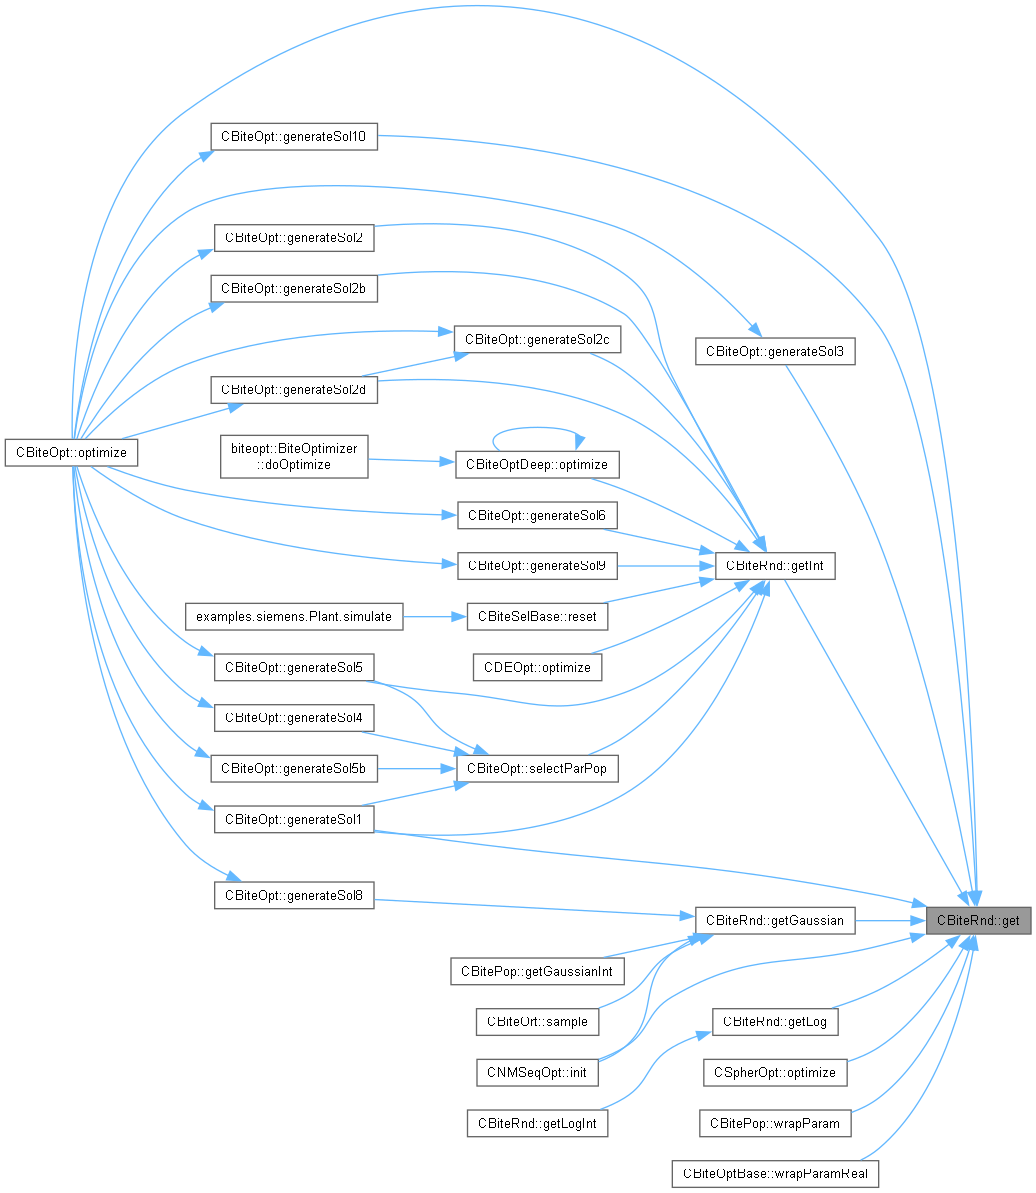 CBiteOpt::generateSol10
CBiteOpt::generateSol2
CBiteOpt::generateSol2b
CBiteOpt::generateSol2c
CBiteOpt::generateSol3
CBiteOpt::generateSol2d
CBiteOpt::optimize
biteopt::BiteOptimizer
::doOptimize
CBiteOptDeep::optimize
CBiteOpt::generateSol6
CBiteOpt::generateSol9
CBiteRnd::getInt
examples.siemens.Plant.simulate
CBiteSelBase::reset
CBiteOpt::generateSol5
CDEOpt::optimize
CBiteOpt::generateSol4
CBiteOpt::generateSol5b
CBiteOpt::selectParPop
CBiteOpt::generateSol1
CBiteOpt::generateSol8
CBiteRnd::getGaussian
CBiteRnd::get
CBitePop::getGaussianInt
CBiteOrt::sample
CBiteRnd::getLog
CNMSeqOpt::init
CSpherOpt::optimize
CBiteRnd::getLogInt
CBitePop::wrapParam
CBiteOptBase::wrapParamReal